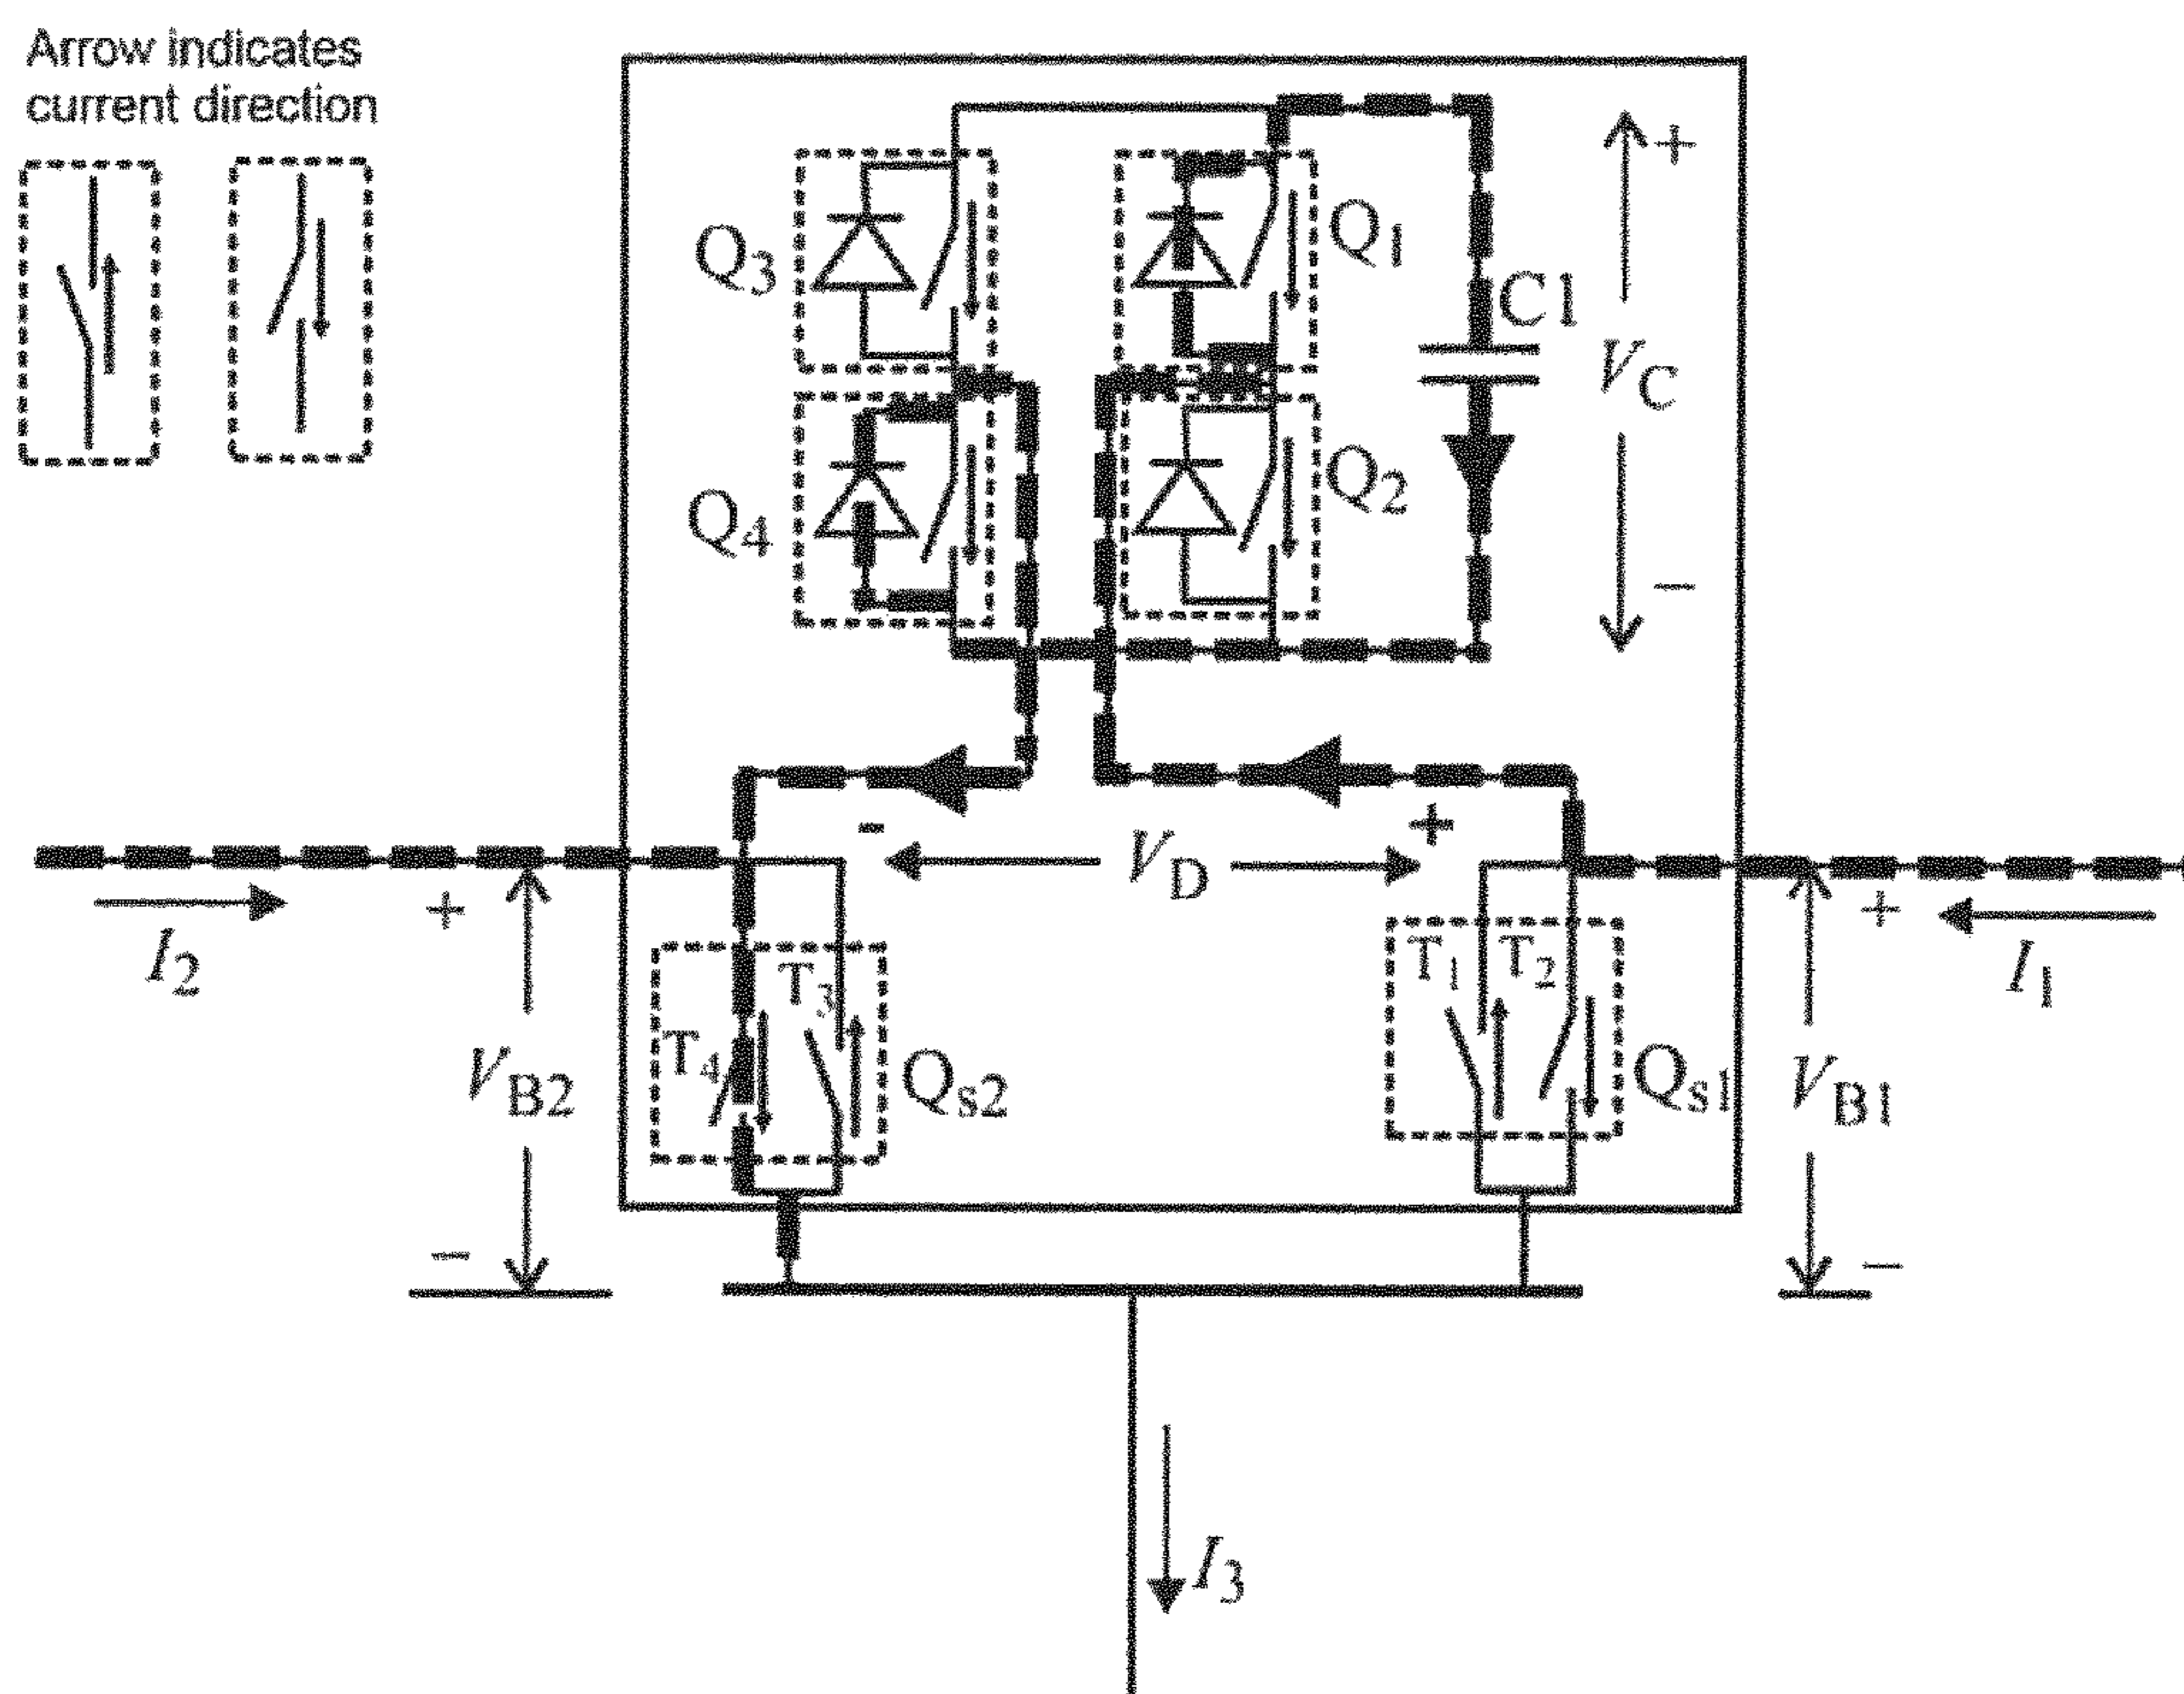 Arrow indicates
current direction
+
Q3
Q1
C1
VC
Q4
Q2
−
-
VD
+
I2
+
+
I1
T3
T4
Qs2
T1
T2
Qs1
VB2
VB1
−
−
I3